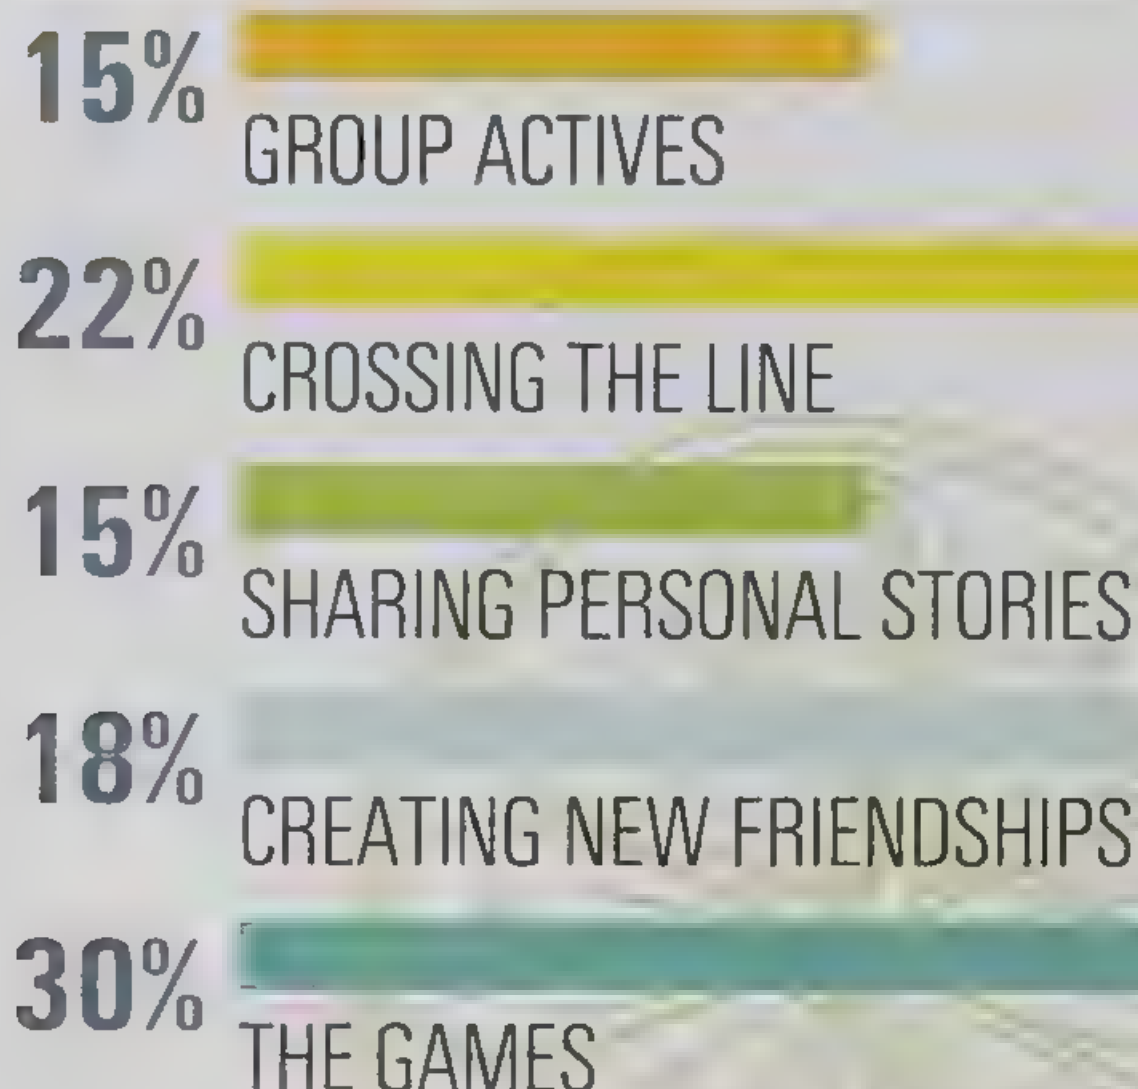 15%
GROUP ACTIVES
22%
CROSSING THE LINE
15%
SHARING PERSONAL STORIES
18%
CREATING NEW FRIENDSHIPS
30%
THE GAMES